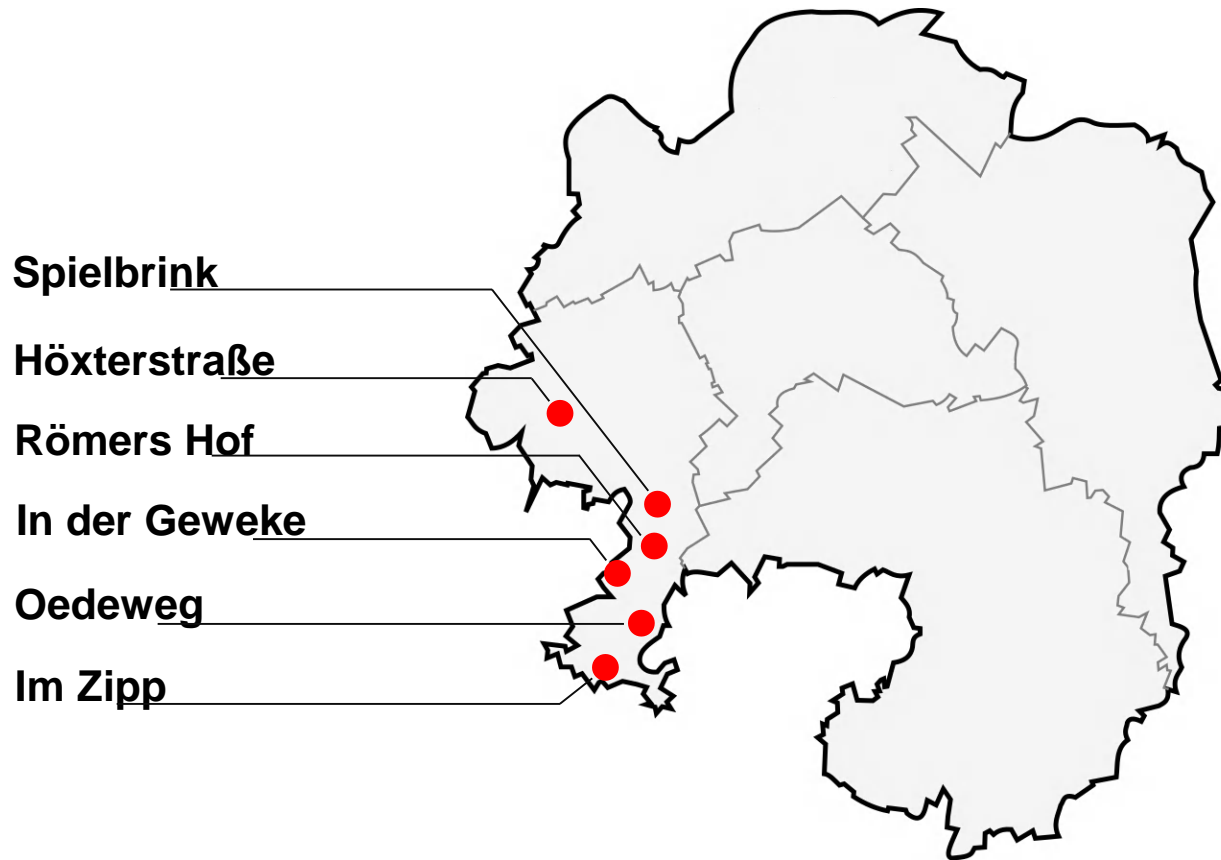 Spielbrink
Höxterstraße
Römers Hof
In der Geweke
Oedeweg
Im Zipp